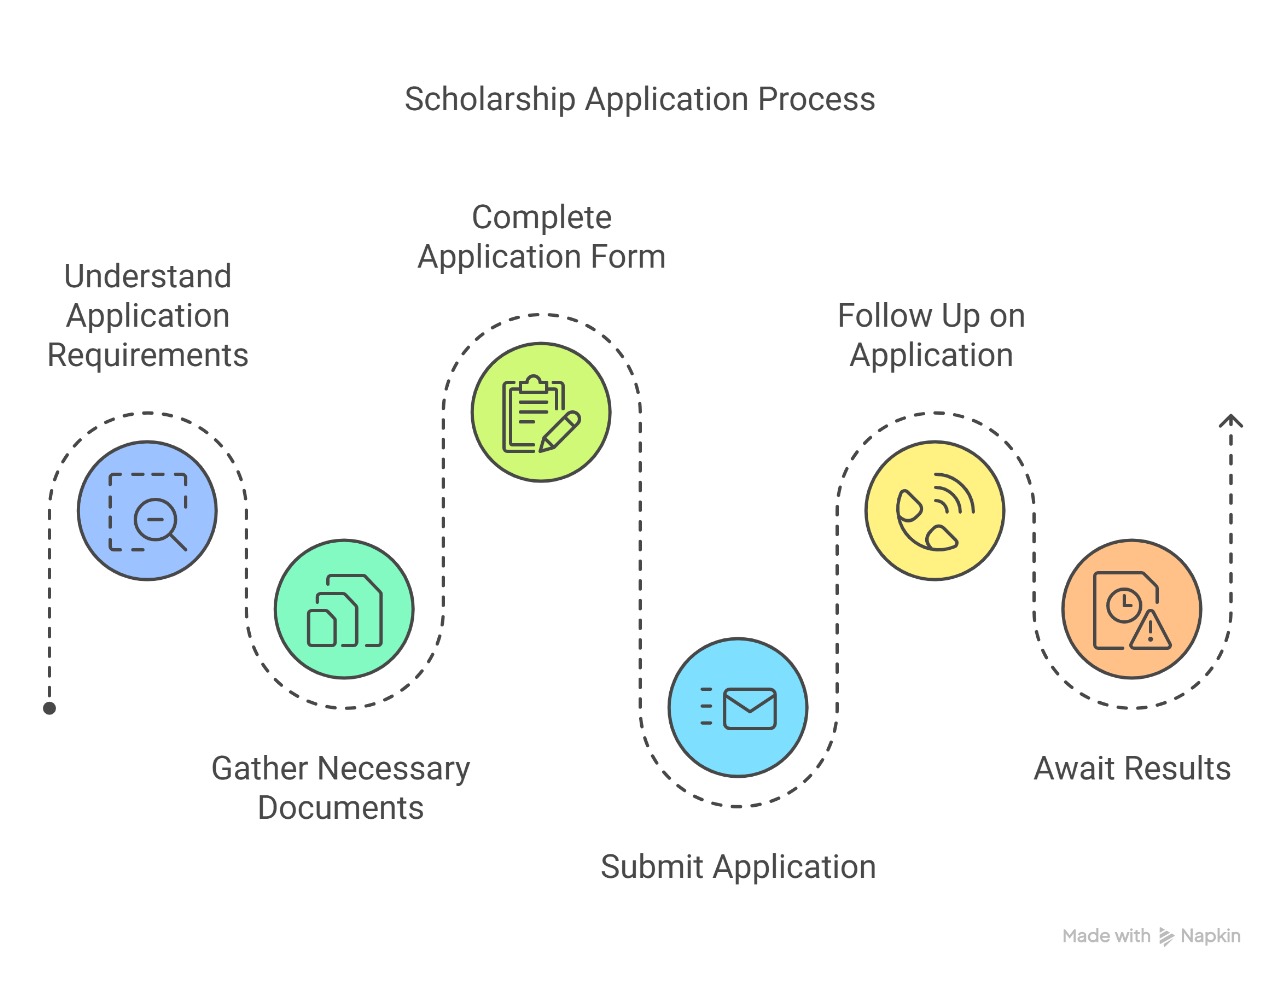 Scholarship Application Process
Understand
Application
Requirements
Gather Necessary
Documents
Complete
Application Form
Submit Application
Follow Up on
Application
Await Results
Made with Napkin